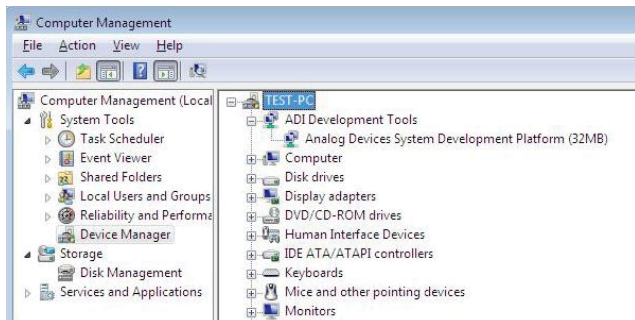 Computer Management
File Action View Help
Computer Management (Local
System Tools
Task Scheduler
Event Viewer
Shared Folders
Local Users and Groups
Reliability and Performa
Device Manager
Storage
Disk Management
Services and Applications
TEST-PC
ADI Development Tools
Analog Devices System Development Platform (32MB)
Computer
Disk drives
Display adapters
DVD/CD-ROM drives
Human Interface Devices
IDE ATA/ATAPI controllers
Keyboards
Mice and other pointing devices
Monitors